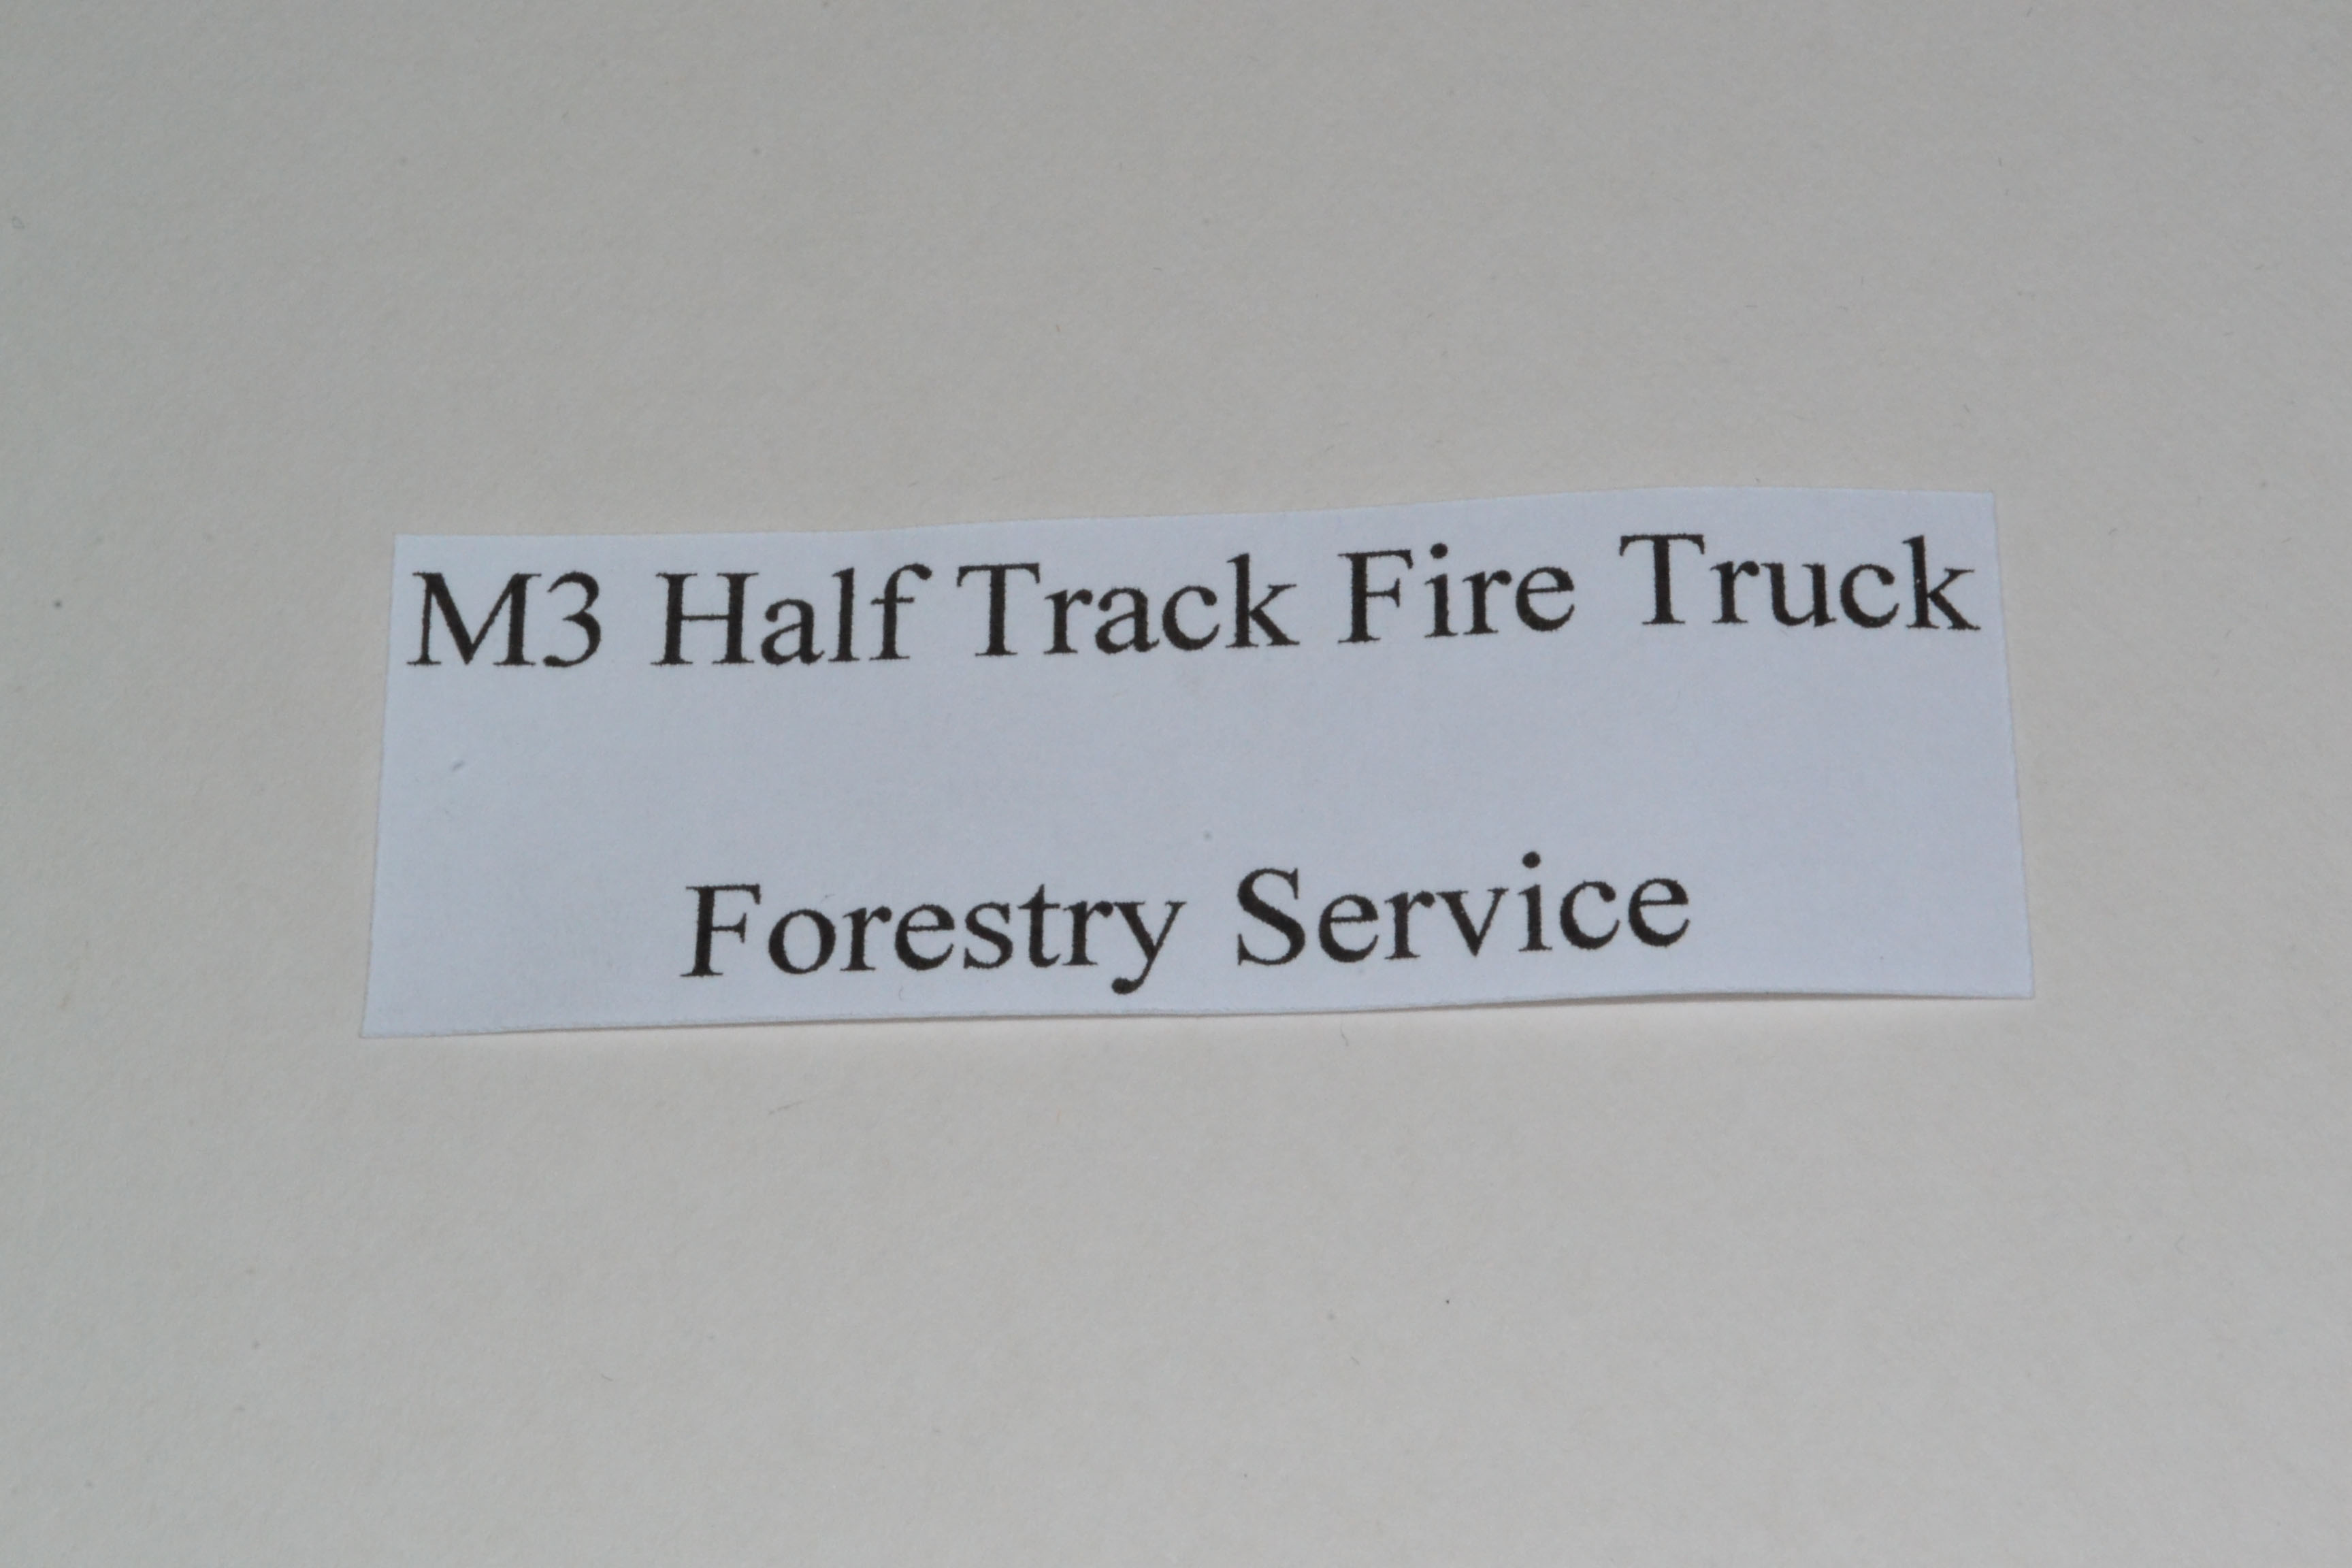 M3 Half Track Fire Truck
Forestry Service